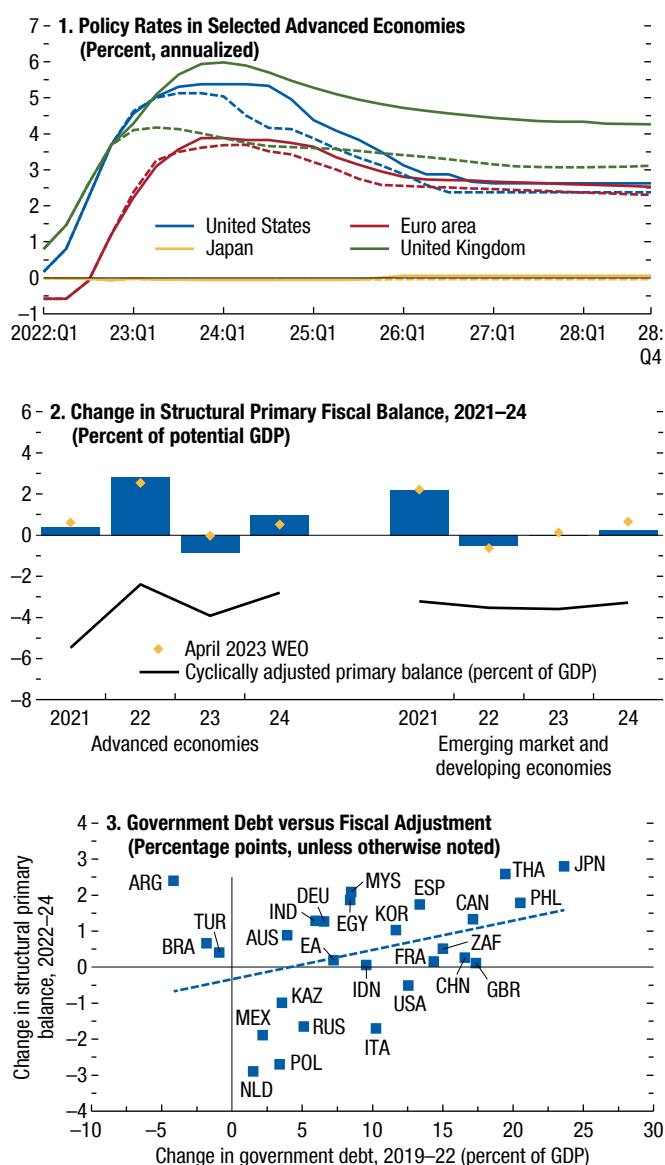 1. Policy Rates in Selected Advanced Economies
(Percent, annualized)
7
6
5
4
3
2
1
0
–1
United States
Euro area
Japan
United Kingdom
2022:Q1
23:Q1
24:Q1
25:Q1
26:Q1
27:Q1
28:Q1
28:
Q4
2. Change in Structural Primary Fiscal Balance, 2021–24
(Percent of potential GDP)
6
4
2
0
–2
–4
–6
–8
April 2023 WEO
Cyclically adjusted primary balance (percent of GDP)
2021
22
23
24
2021
22
23
24
Advanced economies
Emerging market and
developing economies
3. Government Debt versus Fiscal Adjustment
(Percentage points, unless otherwise noted)
Change in structural primary
balance, 2022–24
4
3
2
1
0
–1
–2
–3
–4
ARG
BRA
TUR
AUS
IND
DEU
EA
EGY
MYS
KOR
ESP
CAN
THA
JPN
PHL
ZAF
FRA
IDN
USA
CHN
GBR
KAZ
MEX
RUS
ITA
POL
NLD
–10
–5
0
5
10
15
20
25
30
Change in government debt, 2019–22 (percent of GDP)